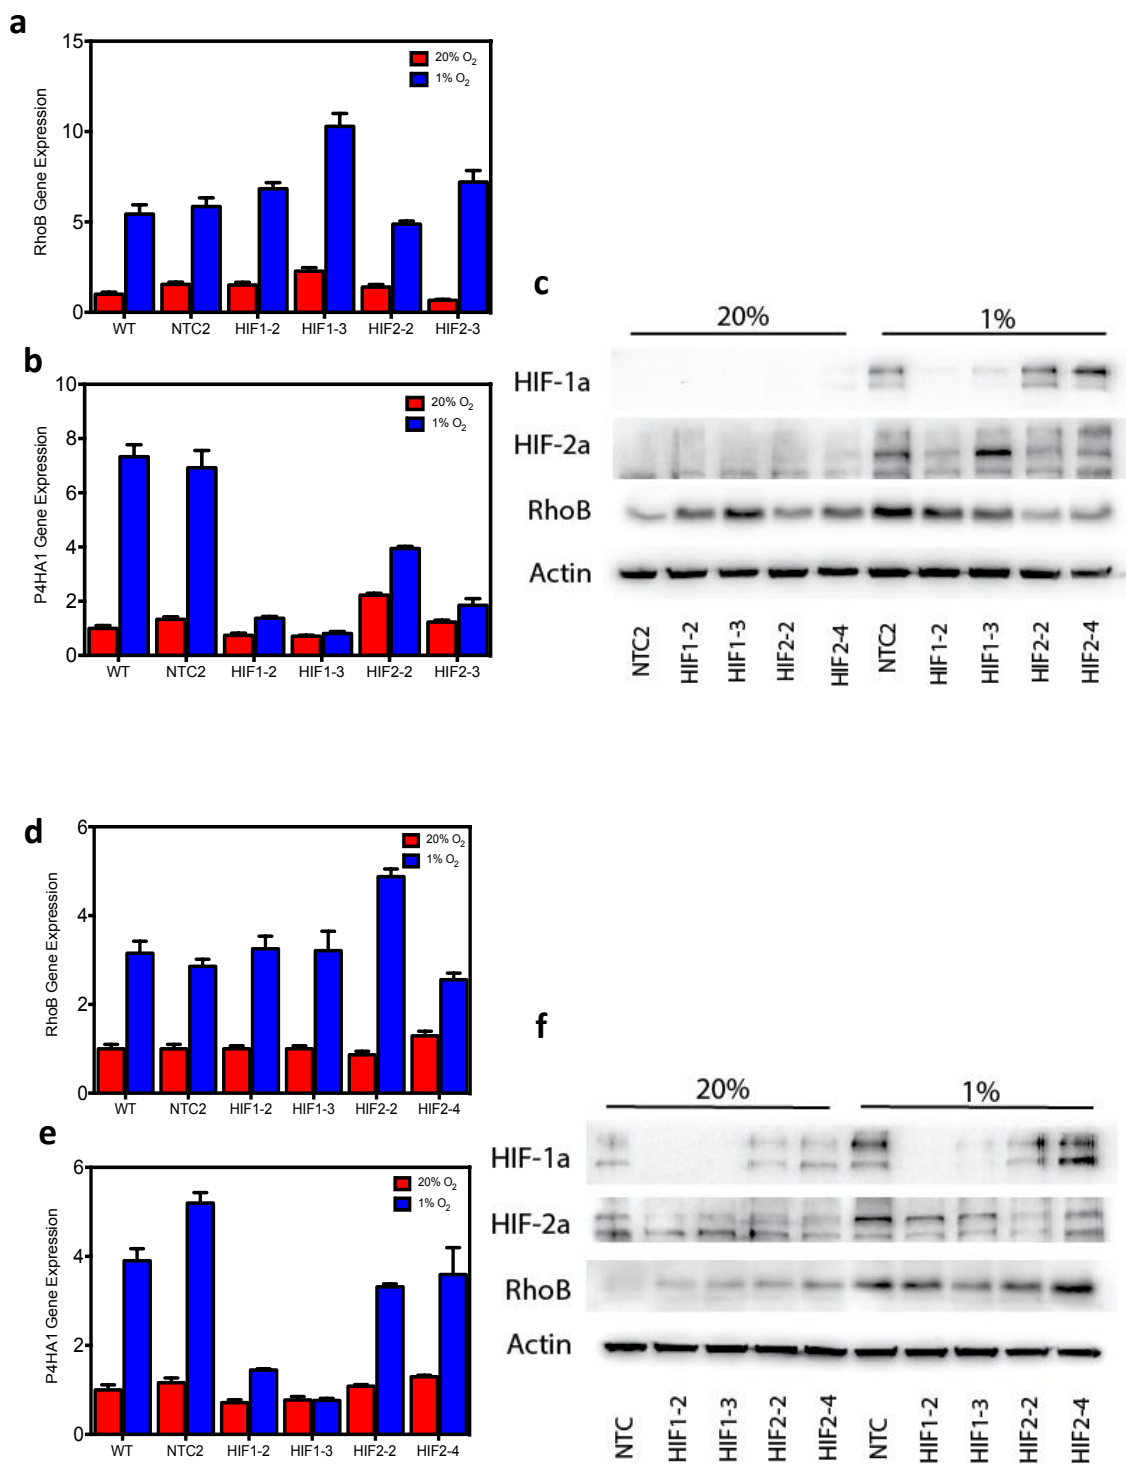 a
15
10
5
0
RhoB Gene Expression
20% O2
1% O2
WT NTC2 HIF1-2 HIF1-3 HIF2-2 HIF2-3
b
10
8
6
4
2
0
P4HA1 Gene Expression
20% O2
1% O2
WT NTC2 HIF1-2 HIF1-3 HIF2-2 HIF2-3
c
20% 1%
HIF-1a
HIF-2a
RhoB
Actin
NTC2 HIF1-2 HIF1-3 HIF2-2 HIF2-4 NTC2 HIF1-2 HIF1-3 HIF2-2 HIF2-4
d
6
4
2
0
RhoB Gene Expression
20% O2
1% O2
WT NTC2 HIF1-2 HIF1-3 HIF2-2 HIF2-4
e
6
4
2
0
P4HA1 Gene Expression
20% O2
1% O2
WT NTC2 HIF1-2 HIF1-3 HIF2-2 HIF2-4
f
20% 1%
HIF-1a
HIF-2a
RhoB
Actin
NTC HIF1-2 HIF1-3 HIF2-2 HIF2-4 NTC HIF1-2 HIF1-3 HIF2-2 HIF2-4